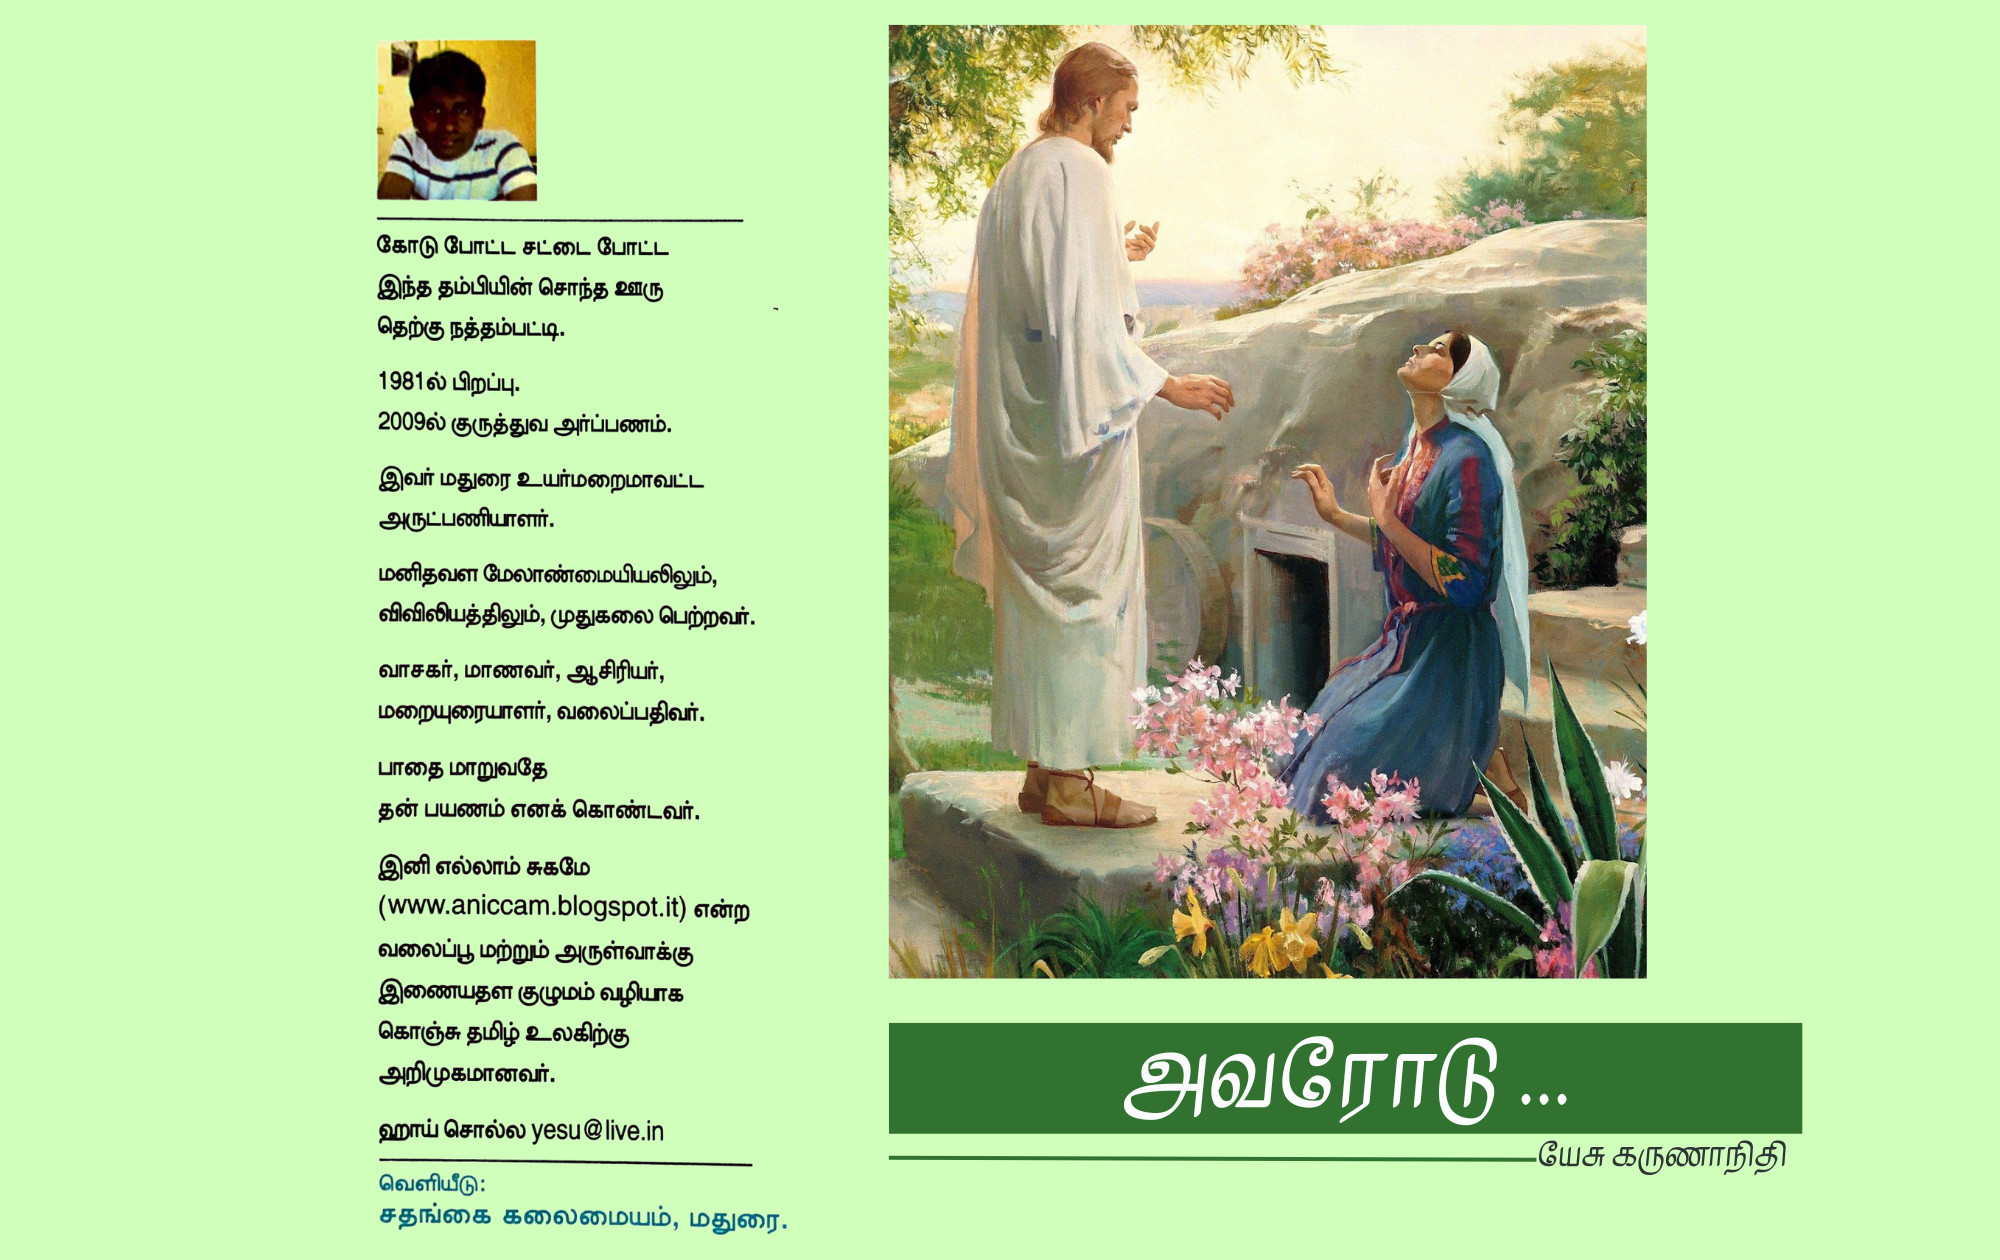 கோடு போட்ட சட்டை போட்ட
இந்த தம்பியின் சொந்த ஊரு
தெற்கு நத்தம்பட்டி.
1981ல் பிறப்பு.
2009ல் குருத்துவ அர்ப்பணம்.
இவர் மதுரை உயர்மறைமாவட்ட
அருட்பணியாளர்.
மனிதவள மேலாண்மையியலிலும்,
விவிலியத்திலும், முதுகலை பெற்றவர்.
வாசகர், மாணவர், ஆசிரியர்,
மறையுரையாளர், வலைப்பதிவர்.
பாதை மாறுவதே
தன் பயணம் எனக் கொண்டவர்.
இனி எல்லாம் சுகமே
(www.aniccam.blogspot.it) என்ற
வலைப்பூ மற்றும் அருள்வாக்கு
இணையதள குழுமம் வழியாக
கொஞ்சு தமிழ் உலகிற்கு
அறிமுகமானவர்.
ஹாய் சொல்ல yesu@live.in
வெளியீடு:
சதங்கை கலைமையம், மதுரை.
அவரோடு ...
யேசு கருணாநிதி